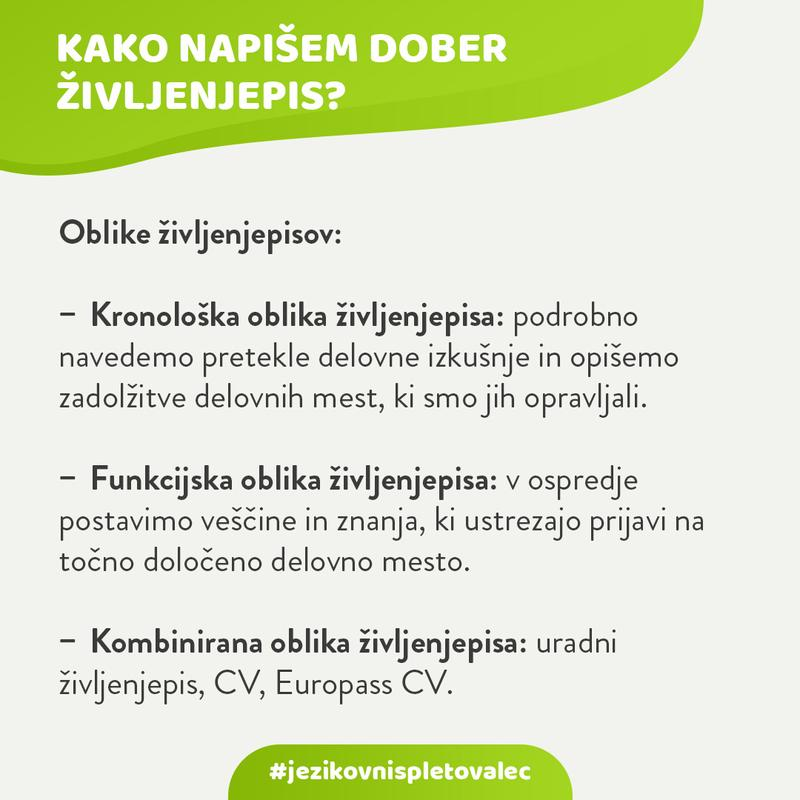 KAKO NAPIŠEM DOBER
ŽIVLJENJEPIS?
Oblike življenjepisov:
– Kronološka oblika življenjepisa: podrobno
navedemo pretekle delovne izkušnje in opišemo
zadolžitve delovnih mest, ki smo jih opravljali.
– Funkcijska oblika življenjepisa: v ospredje
postavimo veščine in znanja, ki ustrezajo prijavi na
točno določeno delovno mesto.
– Kombinirana oblika življenjepisa: uradni
življenjepis, CV, Europass CV.
#jezikovnispletovalec